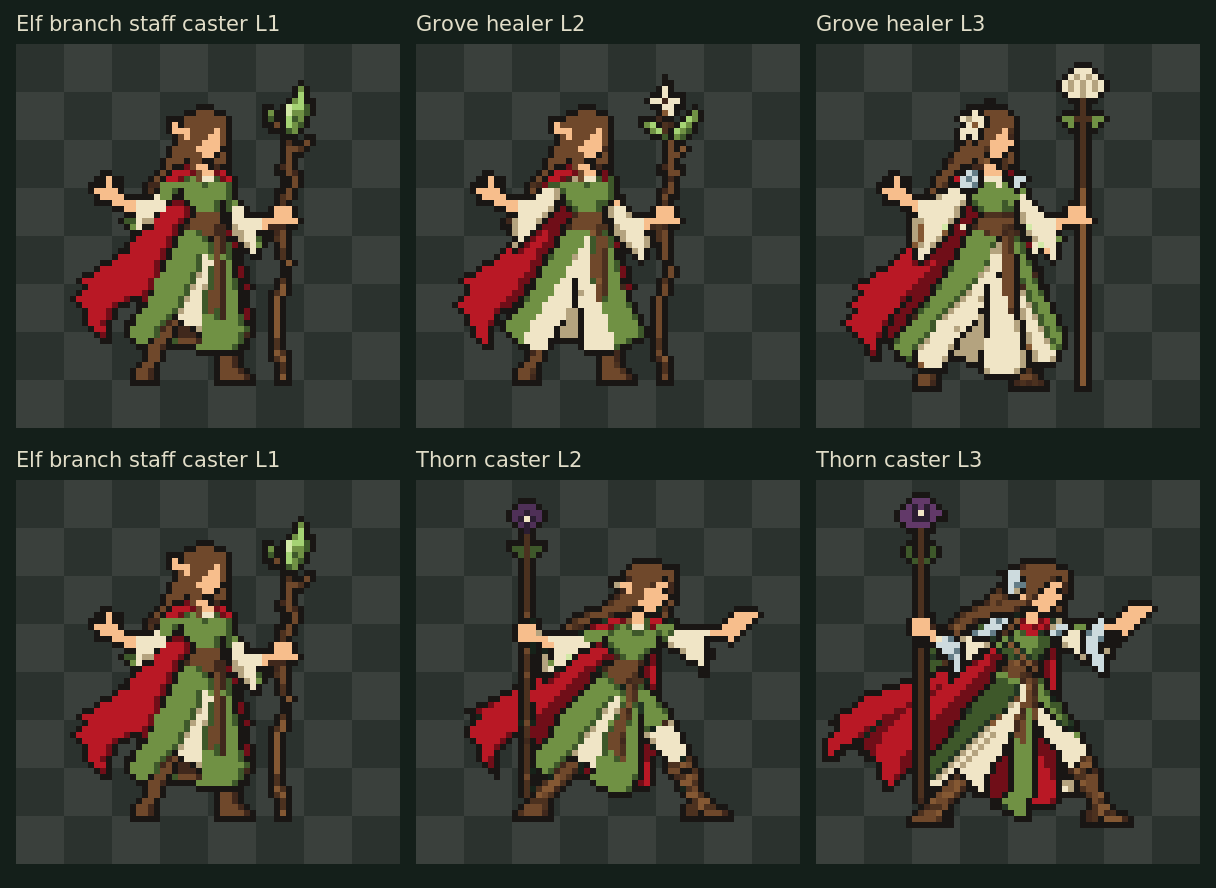 Elf branch staff caster L1
Grove healer L2
Grove healer L3
Elf branch staff caster L1
Thorn caster L2
Thorn caster L3